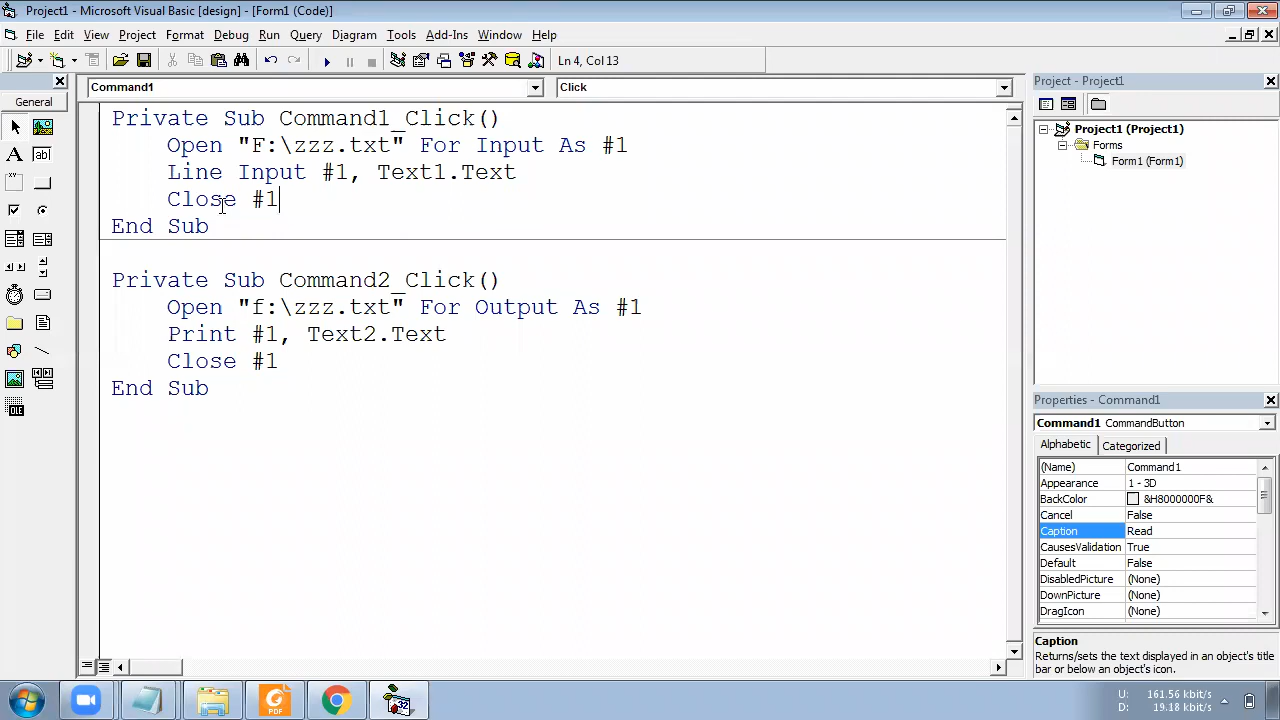 Project1 - Microsoft Visual Basic [design] - [Form1 (Code)]
File Edit View Project Format Debug Run Query Diagram Tools Add-Ins Window Help
Ln 4, Col 13
General
Command1
Click
Private Sub Command1_Click()
Open "F:\zzz.txt" For Input As #1
Line Input #1, Text1.Text
Close #1
End Sub
Private Sub Command2_Click()
Open "f:\zzz.txt" For Output As #1
Print #1, Text2.Text
Close #1
End Sub
Project - Project1
Project1 (Project1)
Forms
Form1 (Form1)
Properties - Command1
Command1 CommandButton
Alphabetic Categorized
(Name) Command1
Appearance 1 - 3D
BackColor &H8000000F&
Cancel False
Caption Read
CausesValidation True
Default False
DisabledPicture (None)
DownPicture (None)
DragIcon (None)
Caption
Returns/sets the text displayed in an object's title
bar or below an object's icon.
A
ab
OLE
PDF
32
U: 161.56 kbit/s
D: 19.18 kbit/s